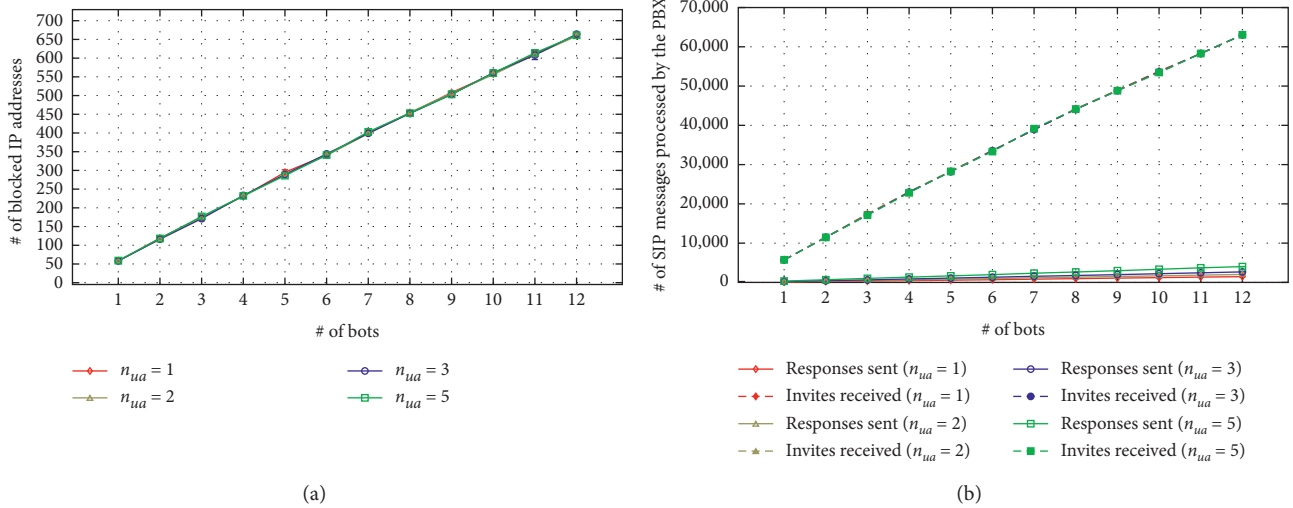 # of blocked IP addresses
700
650
600
550
500
450
400
350
300
250
200
150
100
50
0
1 2 3 4 5 6 7 8 9 10 11 12
# of bots
n_ua = 1
n_ua = 3
n_ua = 2
n_ua = 5
(a)
# of SIP messages processed by the PBX
70,000
60,000
50,000
40,000
30,000
20,000
10,000
0
1 2 3 4 5 6 7 8 9 10 11 12
# of bots
Responses sent (n_ua = 1)
Responses sent (n_ua = 3)
Invites received (n_ua = 1)
Invites received (n_ua = 3)
Responses sent (n_ua = 2)
Responses sent (n_ua = 5)
Invites received (n_ua = 2)
Invites received (n_ua = 5)
(b)